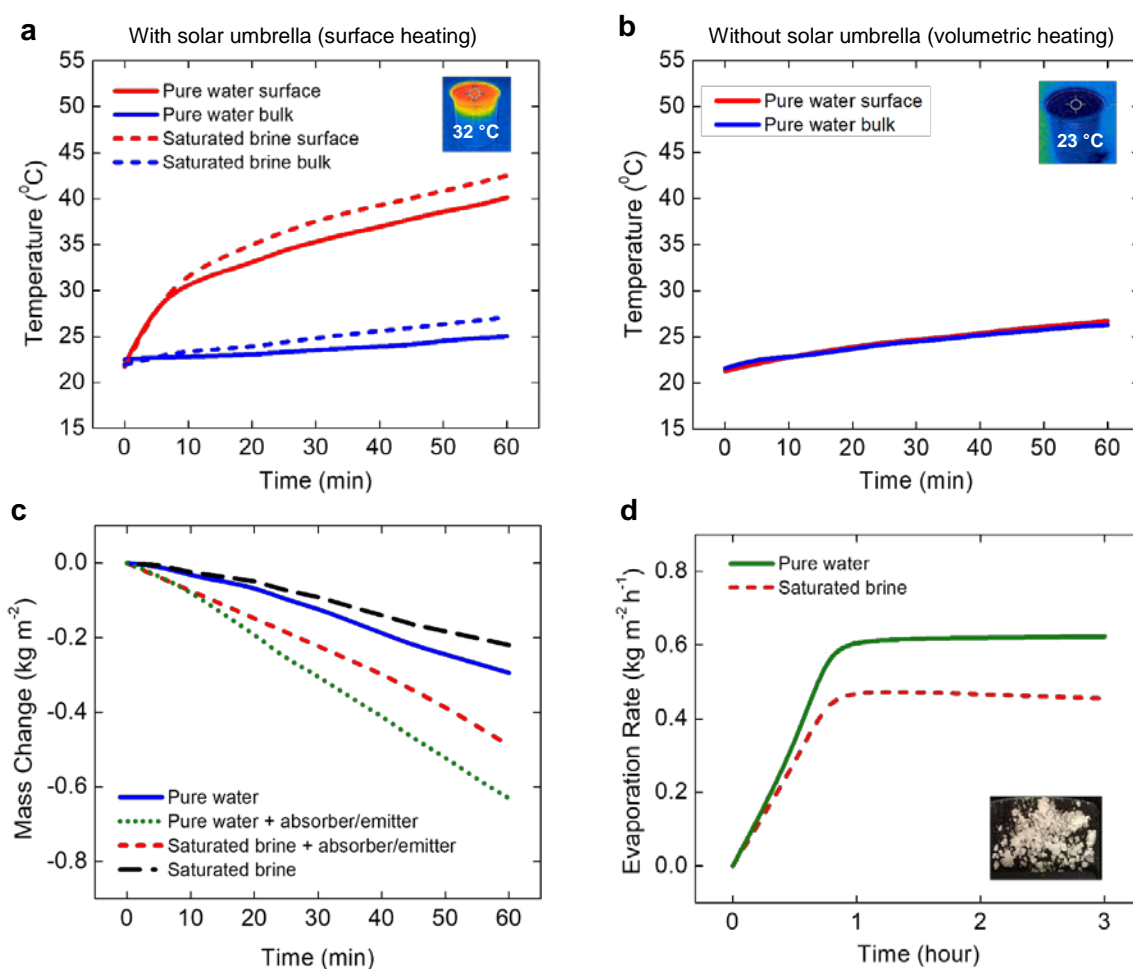 a
With solar umbrella (surface heating)
55
50
45
40
35
30
25
20
15
Temperature (⁰C)
Pure water surface
Pure water bulk
Saturated brine surface
Saturated brine bulk
32 °C
0 10 20 30 40 50 60
Time (min)
b
Without solar umbrella (volumetric heating)
55
50
45
40
35
30
25
20
15
Temperature (⁰C)
Pure water surface
Pure water bulk
23 °C
0 10 20 30 40 50 60
Time (min)
c
0.0
-0.2
-0.4
-0.6
-0.8
Mass Change (kg m⁻²)
Pure water
Pure water + absorber/emitter
Saturated brine + absorber/emitter
Saturated brine
0 10 20 30 40 50 60
Time (min)
d
0.8
0.6
0.4
0.2
0.0
Evaporation Rate (kg m⁻² h⁻¹)
Pure water
Saturated brine
0 1 2 3
Time (hour)